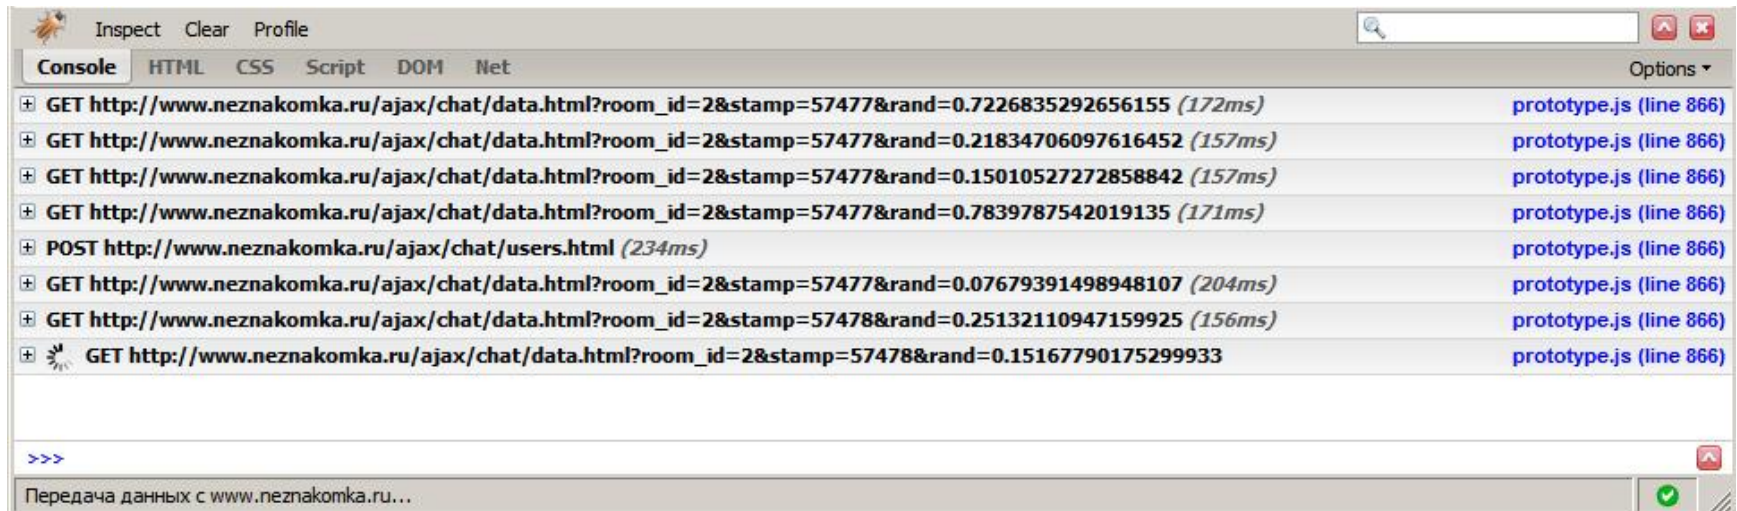 Inspect Clear Profile
Console HTML CSS Script DOM Net Options
GET http://www.neznakomka.ru/ajax/chat/data.html?room_id=2&stamp=57477&rand=0.7226835292656155 (172ms) prototype.js (line 866)
GET http://www.neznakomka.ru/ajax/chat/data.html?room_id=2&stamp=57477&rand=0.21834706097616452 (157ms) prototype.js (line 866)
GET http://www.neznakomka.ru/ajax/chat/data.html?room_id=2&stamp=57477&rand=0.15010527272858842 (157ms) prototype.js (line 866)
GET http://www.neznakomka.ru/ajax/chat/data.html?room_id=2&stamp=57477&rand=0.7839787542019135 (171ms) prototype.js (line 866)
POST http://www.neznakomka.ru/ajax/chat/users.html (234ms) prototype.js (line 866)
GET http://www.neznakomka.ru/ajax/chat/data.html?room_id=2&stamp=57477&rand=0.07679391498948107 (204ms) prototype.js (line 866)
GET http://www.neznakomka.ru/ajax/chat/data.html?room_id=2&stamp=57478&rand=0.25132110947159925 (156ms) prototype.js (line 866)
GET http://www.neznakomka.ru/ajax/chat/data.html?room_id=2&stamp=57478&rand=0.15167790175299933 prototype.js (line 866)
>>>
Передача данных с www.neznakomka.ru...